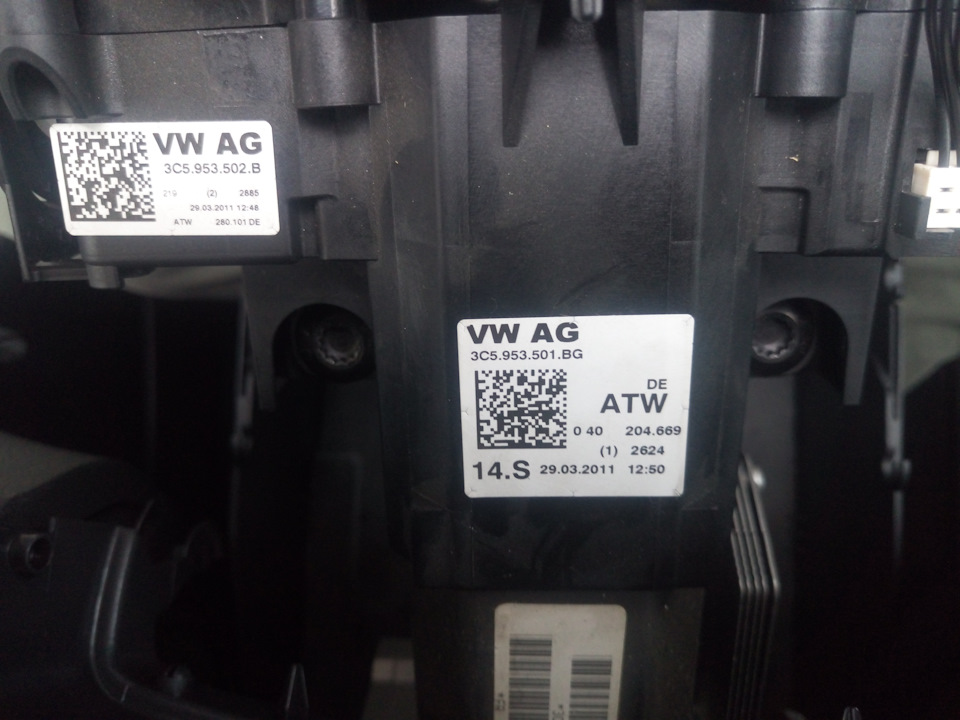 VW AG
3C5.953.502.B
219 (2) 2885
29.03.2011 12:48
ATW 280.101 DE
VW AG
3C5.953.501.BG
DE
ATW
0 40 204.669
(1) 2624
14.S 29.03.2011 12:50